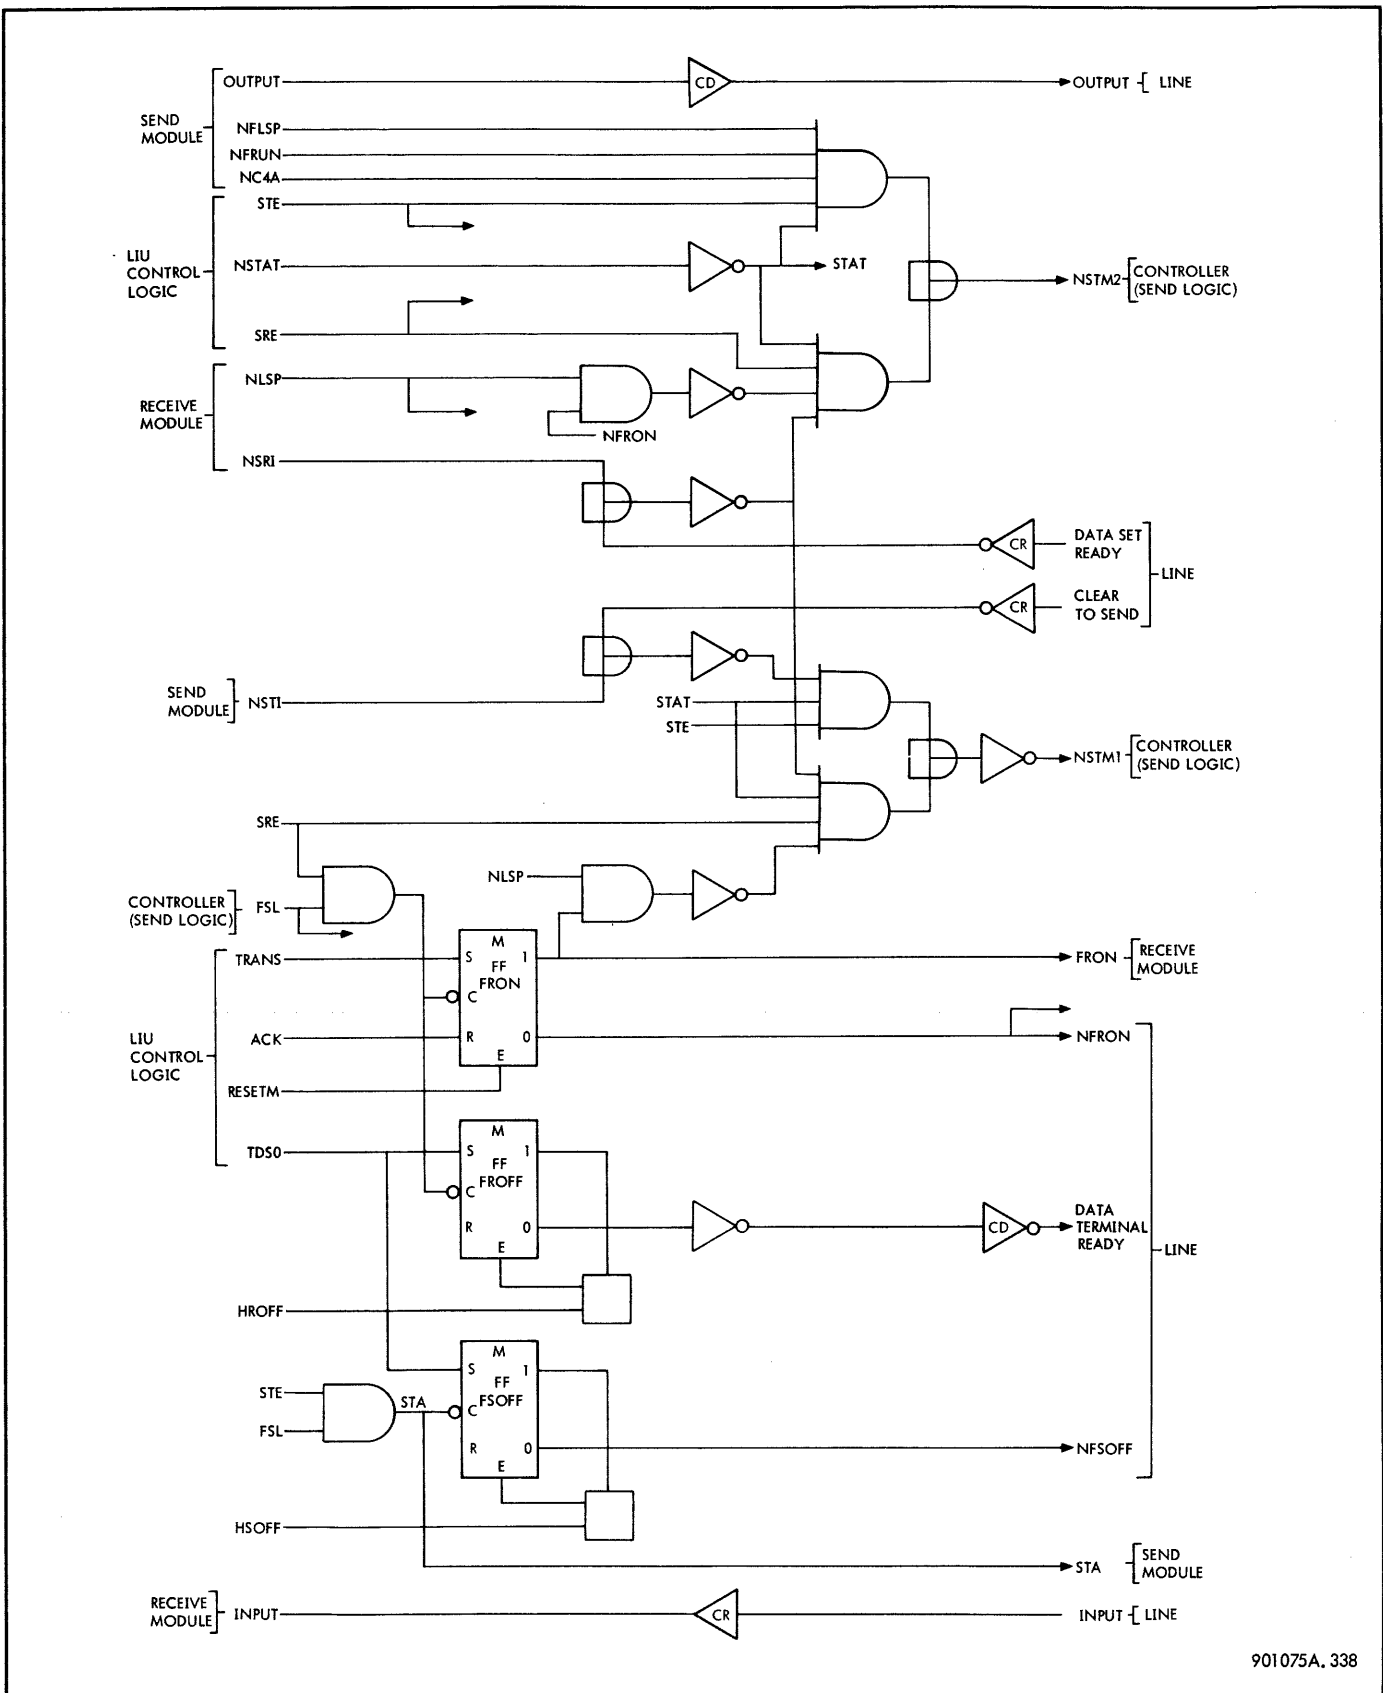 OUTPUT CD OUTPUT LINE
SEND
MODULE
NFLSP
NFRUN
NC4A
STE
LIU
CONTROL
LOGIC
NSTAT
STAT
NSTM2 CONTROLLER
(SEND LOGIC)
SRE
NLSP
RECEIVE
MODULE
NFRON
NSRI
CR DATA SET
READY
LINE
CR CLEAR
TO SEND
SEND
MODULE
NSTI
STAT
STE
NSTM1 CONTROLLER
(SEND LOGIC)
SRE
NLSP
CONTROLLER
(SEND LOGIC)
FSL
TRANS
M
S 1
FF
FRON
C
R 0
E
FRON RECEIVE
MODULE
LIU
CONTROL
LOGIC
ACK
NFRON
RESETM
TDS0
M
S 1
FF
FROFF
C
R 0
E
CD
DATA
TERMINAL
READY
LINE
HROFF
M
S 1
FF
FSOFF
C
R 0
E
STE
STA
FSL
NFSOFF
HSOFF
STA SEND
MODULE
RECEIVE
MODULE
INPUT CR INPUT LINE
901075A. 338